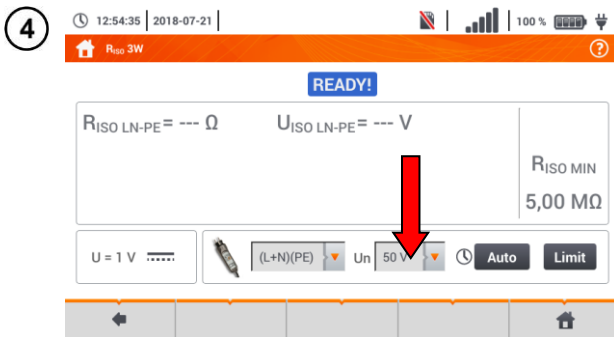 4
12:54:35 2018-07-21 100 %
RISO 3W ?
READY!
RISO LN-PE= --- Ω UISO LN-PE= --- V
RISO MIN
5,00 MΩ
U = 1 V (L+N)(PE) Un 50 V Auto Limit